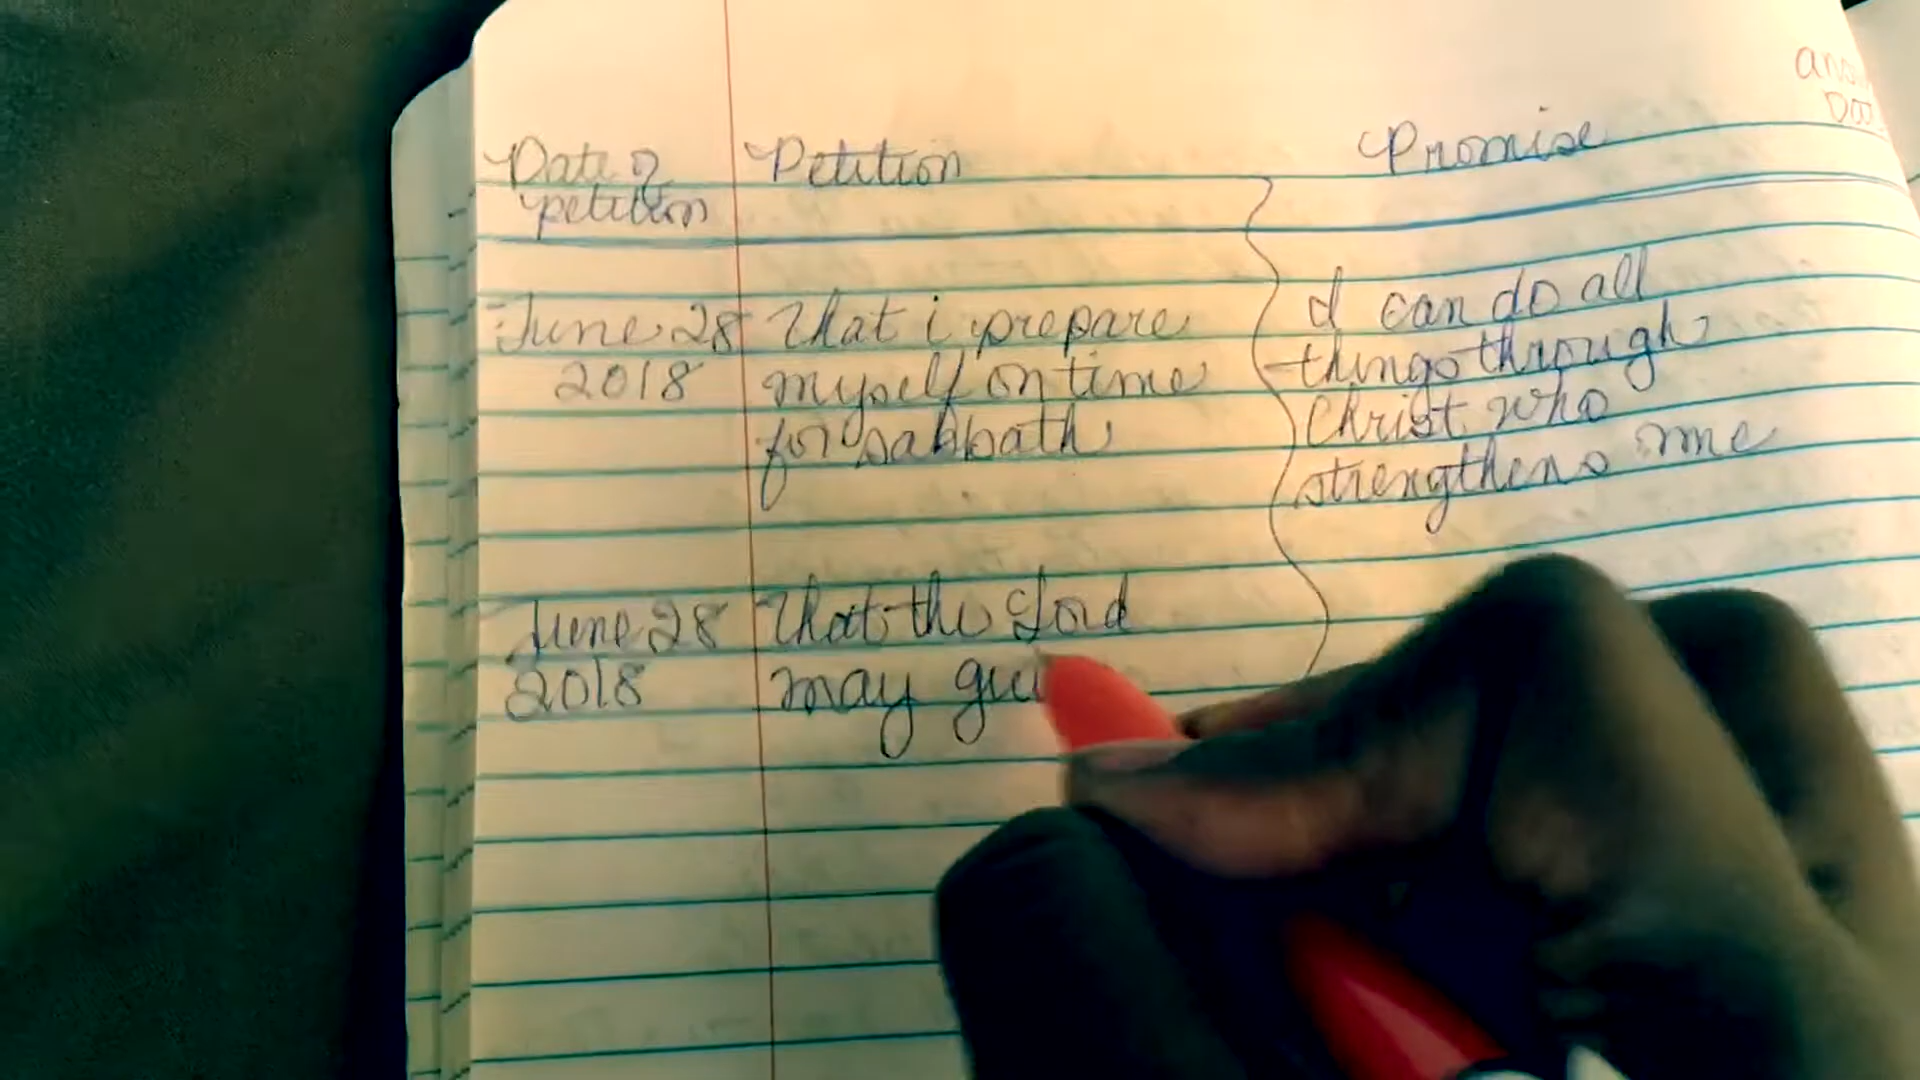 Date of Petition Promise
petition
June 28 That i prepare
2018 myself on time
for sabbath
I can do all
things through
Christ who
strengthens me
June 28 That the Lord
2018 may gui